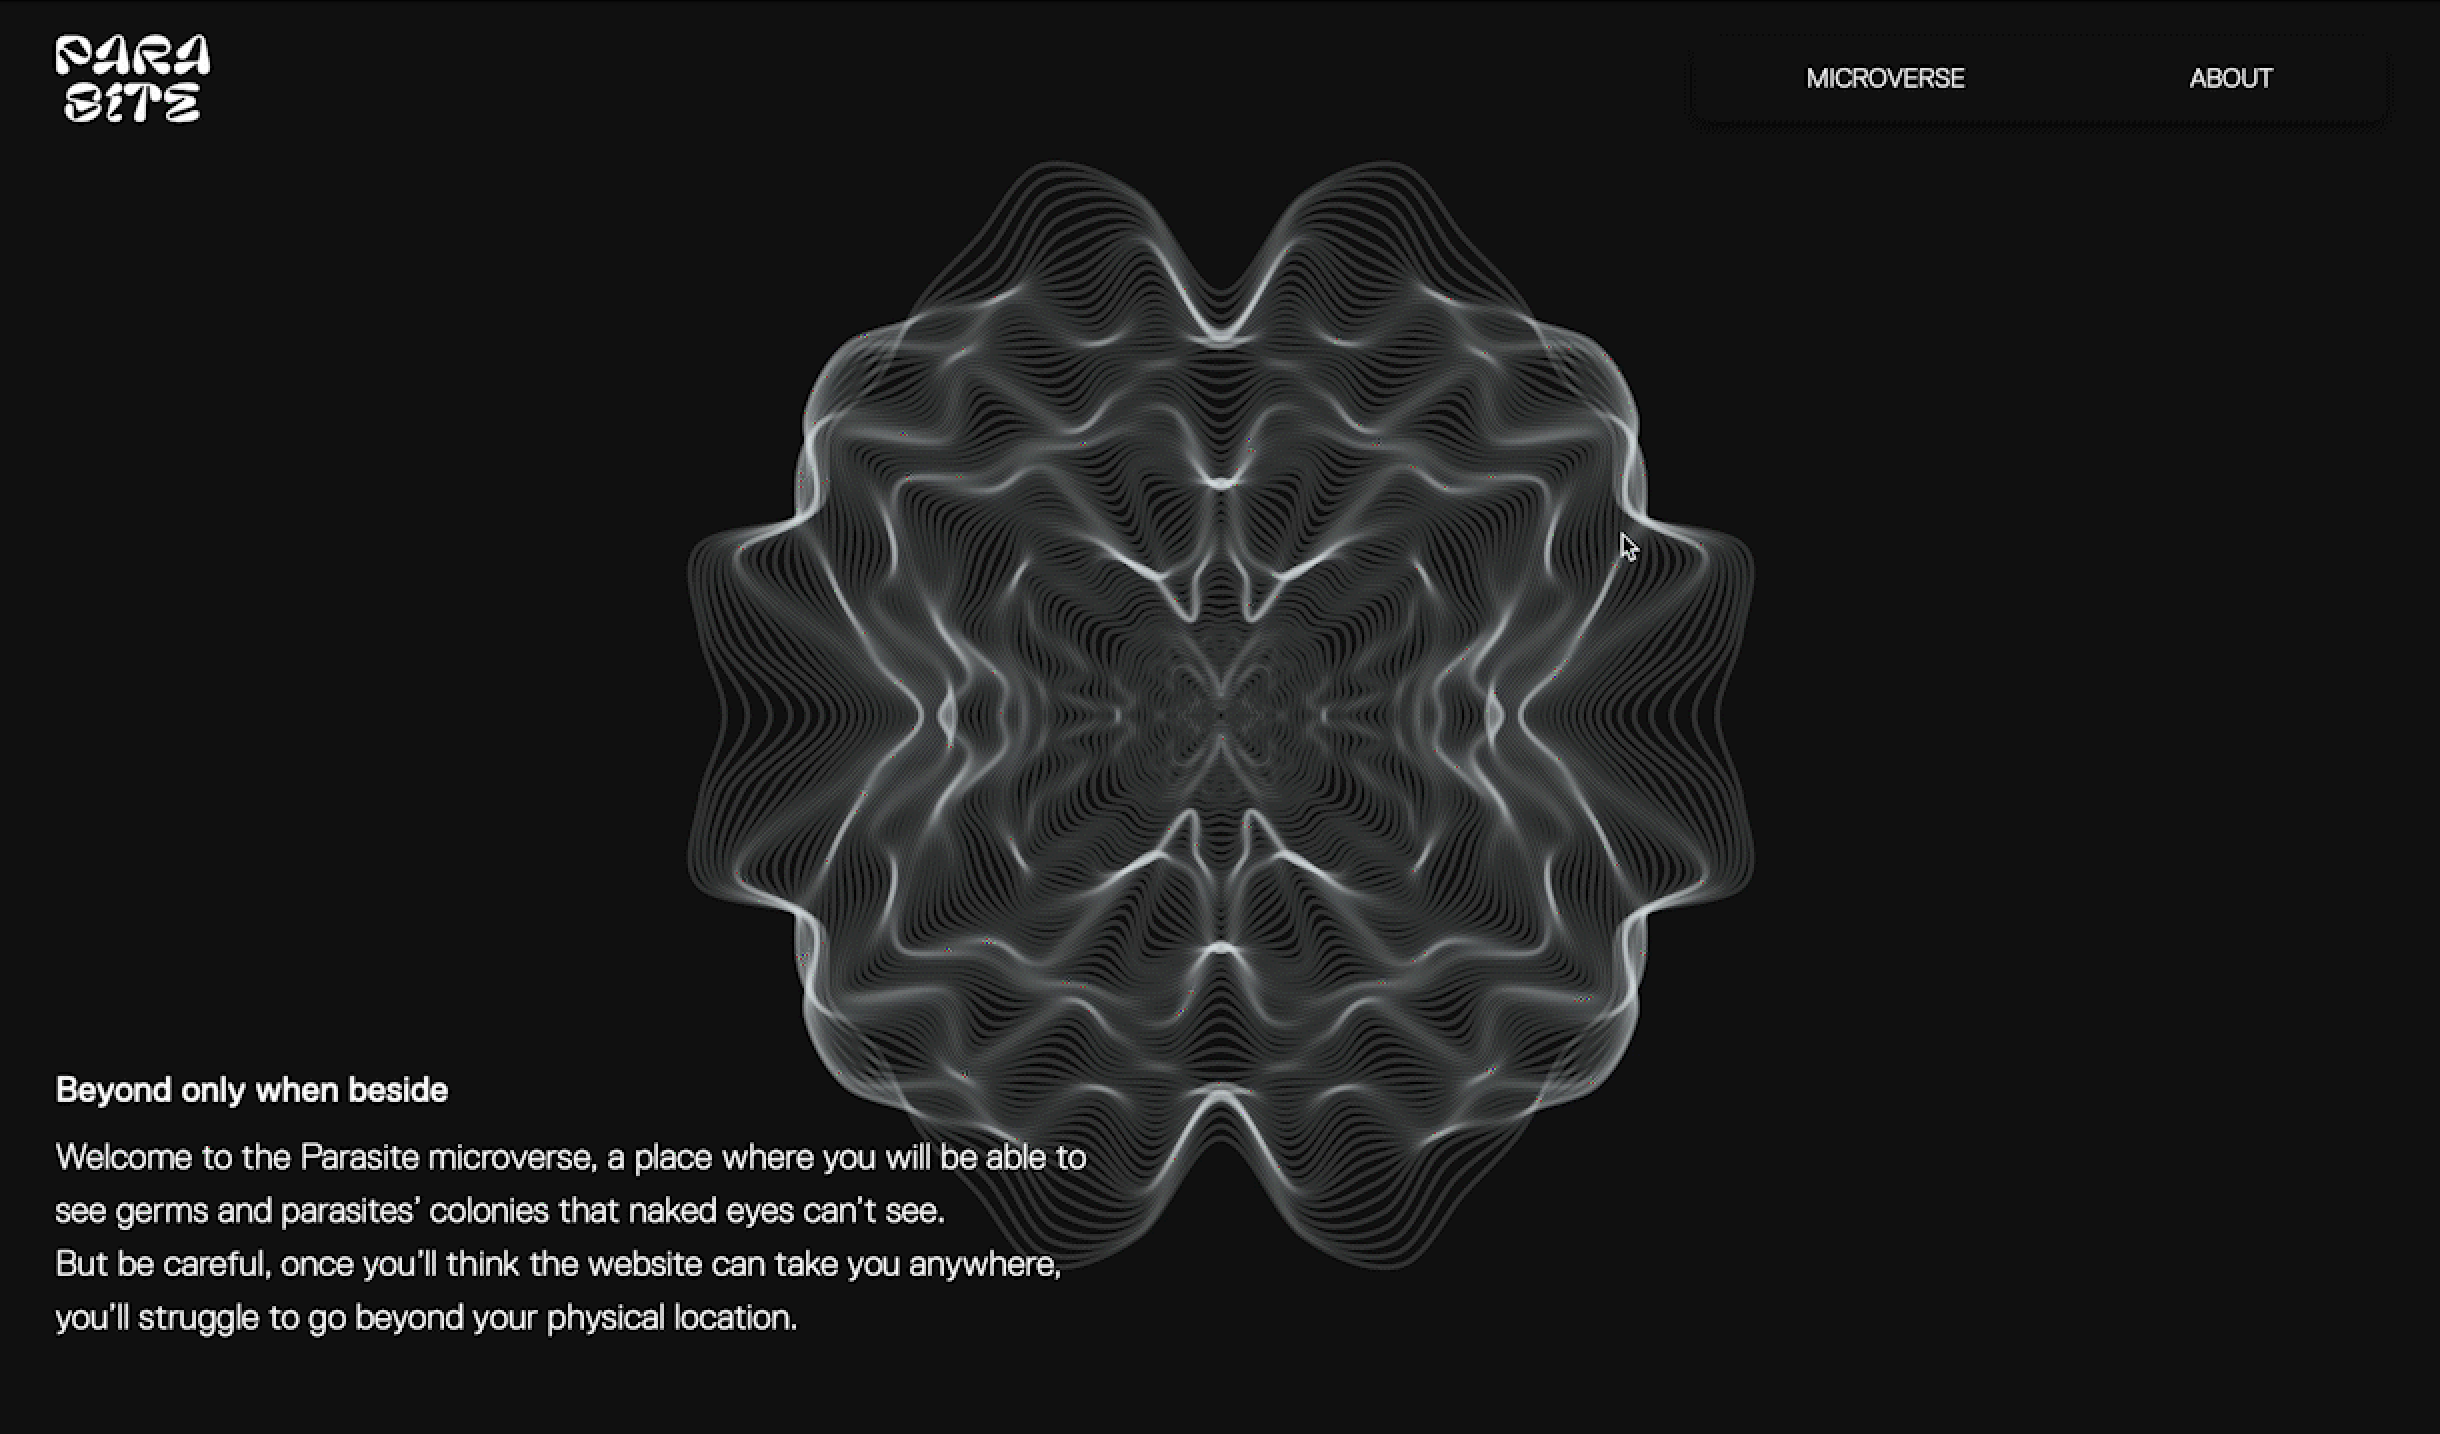 PARA
SITE
MICROVERSE
ABOUT
Beyond only when beside
Welcome to the Parasite microverse, a place where you will be able to
see germs and parasites’ colonies that naked eyes can’t see.
But be careful, once you’ll think the website can take you anywhere,
you’ll struggle to go beyond your physical location.